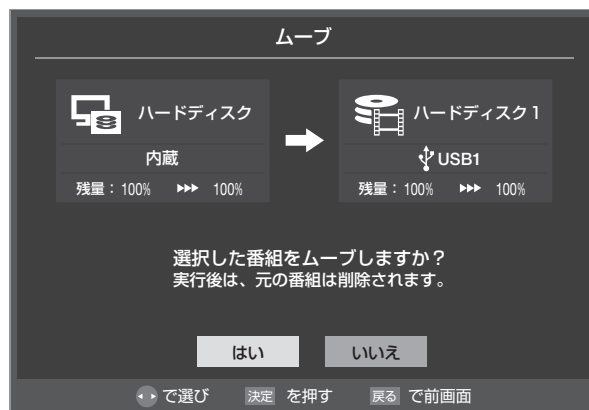 ムーブ
ハードディスク
内蔵
残量：100% ▶▶▶ 100%
ハードディスク1
USB1
残量：100% ▶▶▶ 100%
選択した番組をムーブしますか？
実行後は、元の番組は削除されます。
はい いいえ
で選び 決定 を押す 戻る で前画面